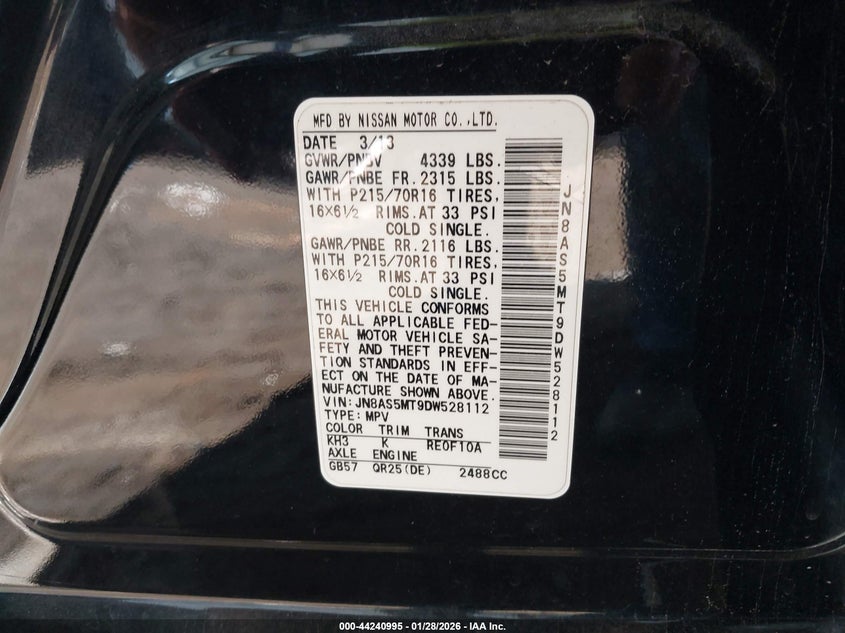 MFD BY NISSAN MOTOR CO.,LTD.
DATE 3/13
GVWR/PNBV 4339 LBS.
GAWR/PNBE FR. 2315 LBS.
WITH P215/70R16 TIRES,
16×6½ RIMS. AT 33 PSI
COLD SINGLE.
GAWR/PNBE RR. 2116 LBS.
WITH P215/70R16 TIRES,
16×6½ RIMS. AT 33 PSI
COLD SINGLE.
THIS VEHICLE CONFORMS
TO ALL APPLICABLE FED-
ERAL MOTOR VEHICLE SA-
FETY AND THEFT PREVEN-
TION STANDARDS IN EFF-
ECT ON THE DATE OF MA-
NUFACTURE SHOWN ABOVE.
VIN: JN8AS5MT9DW528112
TYPE: MPV
COLOR TRIM TRANS
KH3 K RE0F10A
AXLE ENGINE
GB57 QR25(DE) 2488CC
JN8AS5MT9DW528112
000-44240995 - 01/28/2026 - IAA Inc.